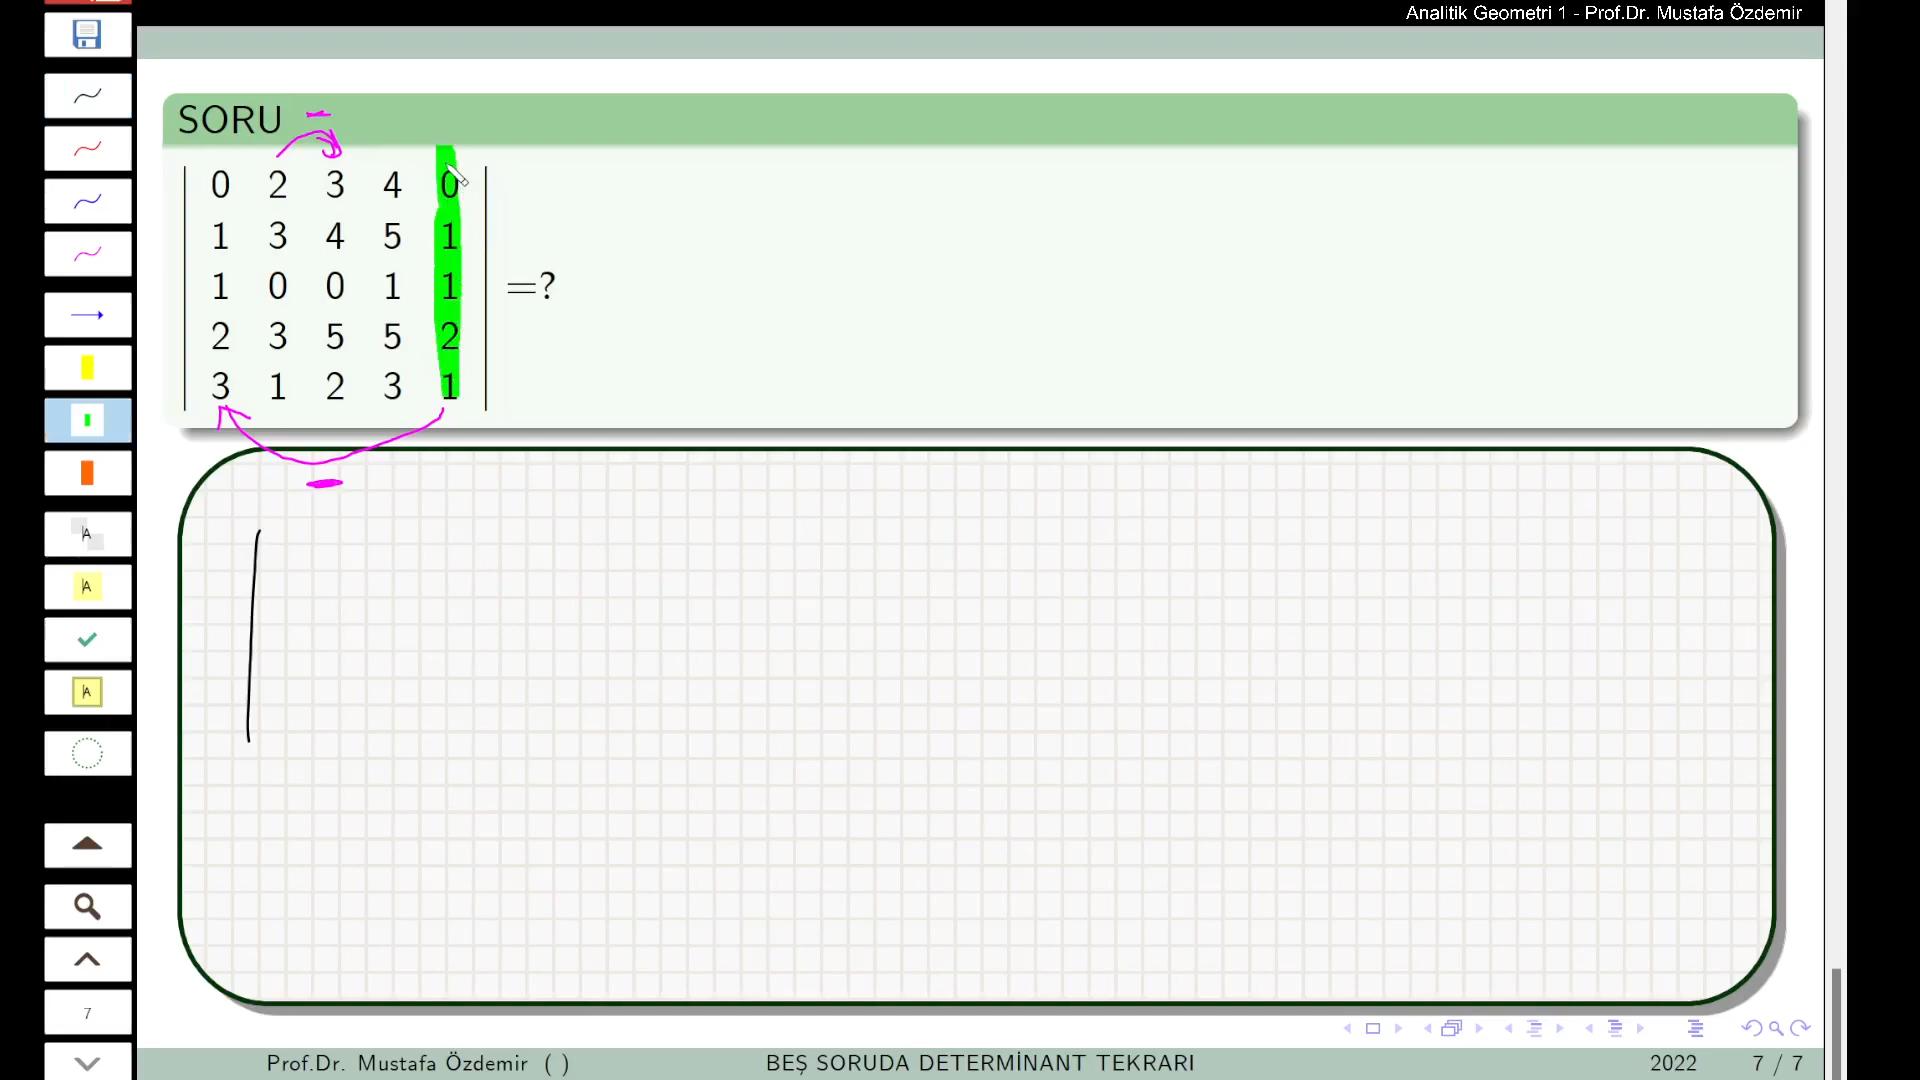 Analitik Geometri 1 - Prof.Dr. Mustafa Özdemir
SORU
0 2 3 4 0
1 3 4 5 1
1 0 0 1 1
2 3 5 5 2
3 1 2 3 1
=?
A
A
A
7
Prof.Dr. Mustafa Özdemir ( ) BEŞ SORUDA DETERMİNANT TEKRARI 2022 7 / 7